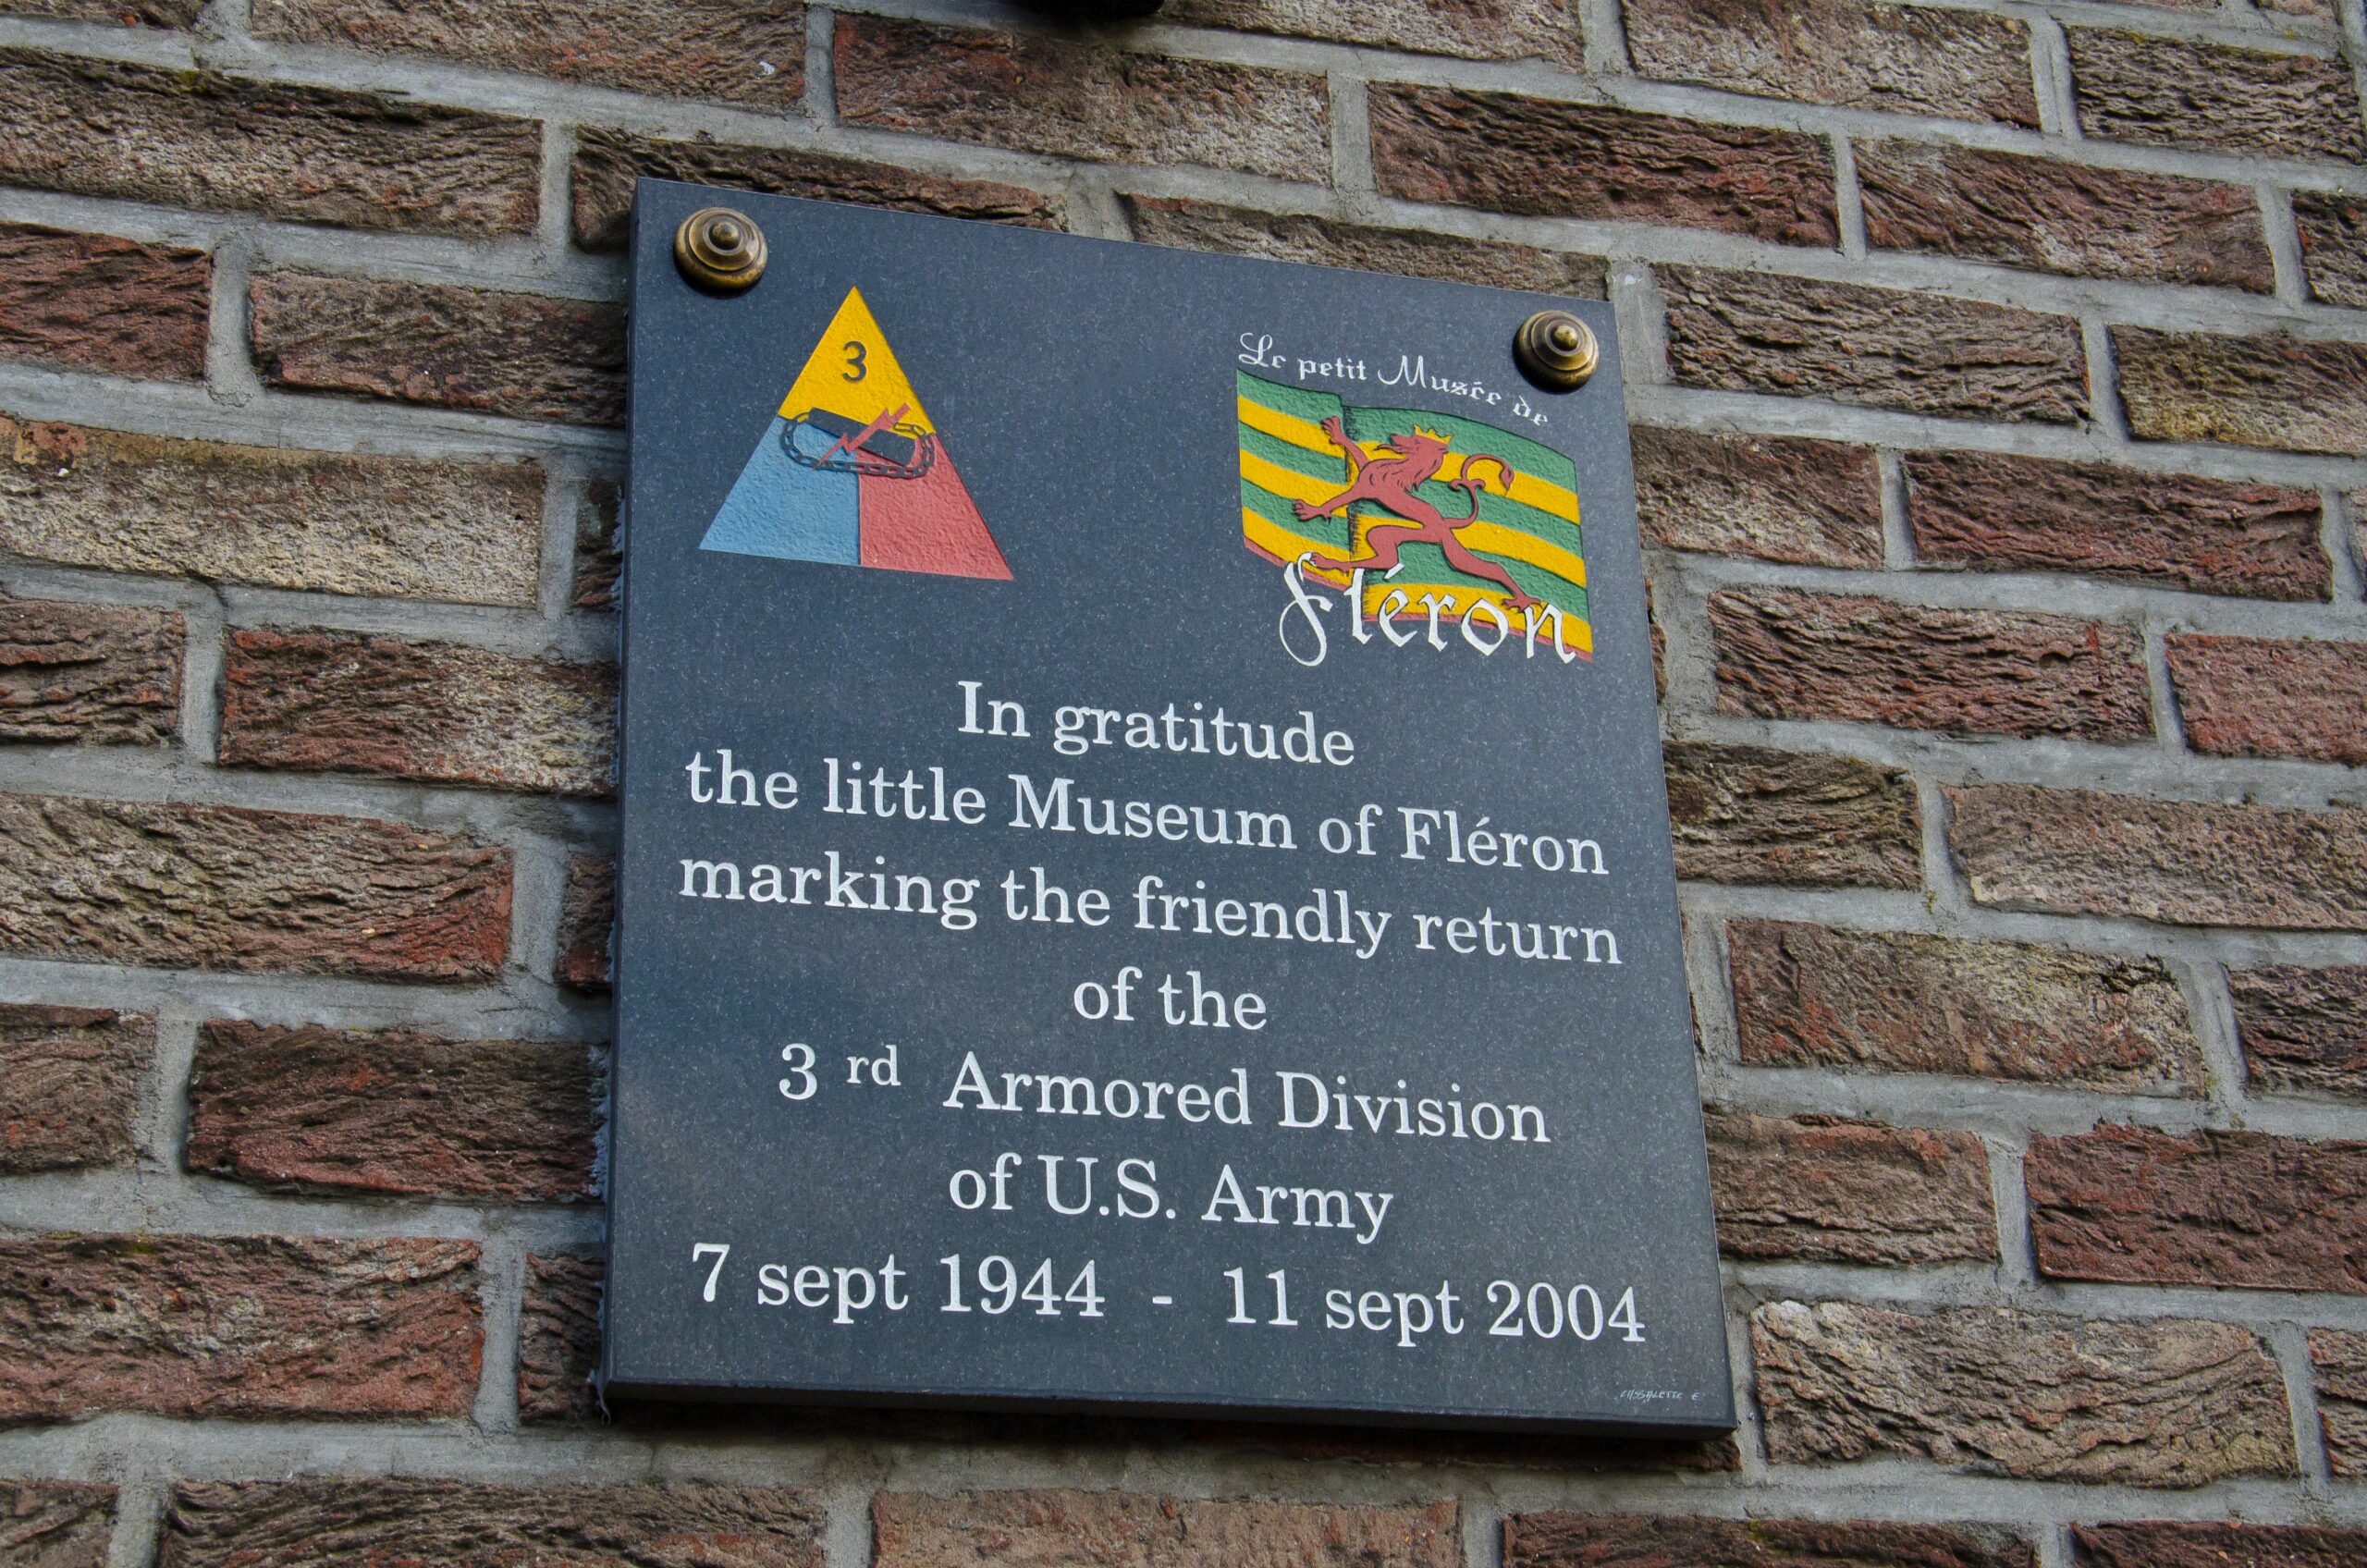 3
Le petit Musée de
Fléron
In gratitude
the little Museum of Fléron
marking the friendly return
of the
3 rd Armored Division
of U.S. Army
7 sept 1944 - 11 sept 2004